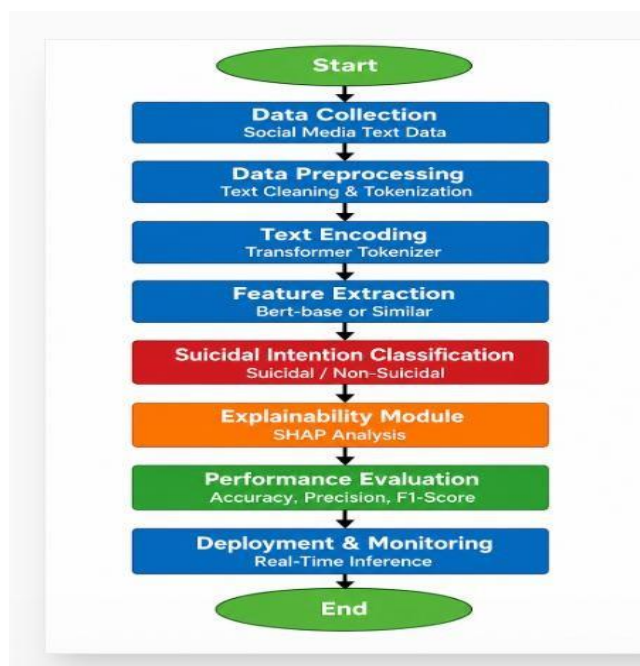 Start
Data Collection
Social Media Text Data
Data Preprocessing
Text Cleaning & Tokenization
Text Encoding
Transformer Tokenizer
Feature Extraction
Bert-base or Similar
Suicidal Intention Classification
Suicidal / Non-Suicidal
Explainability Module
SHAP Analysis
Performance Evaluation
Accuracy, Precision, F1-Score
Deployment & Monitoring
Real-Time Inference
End